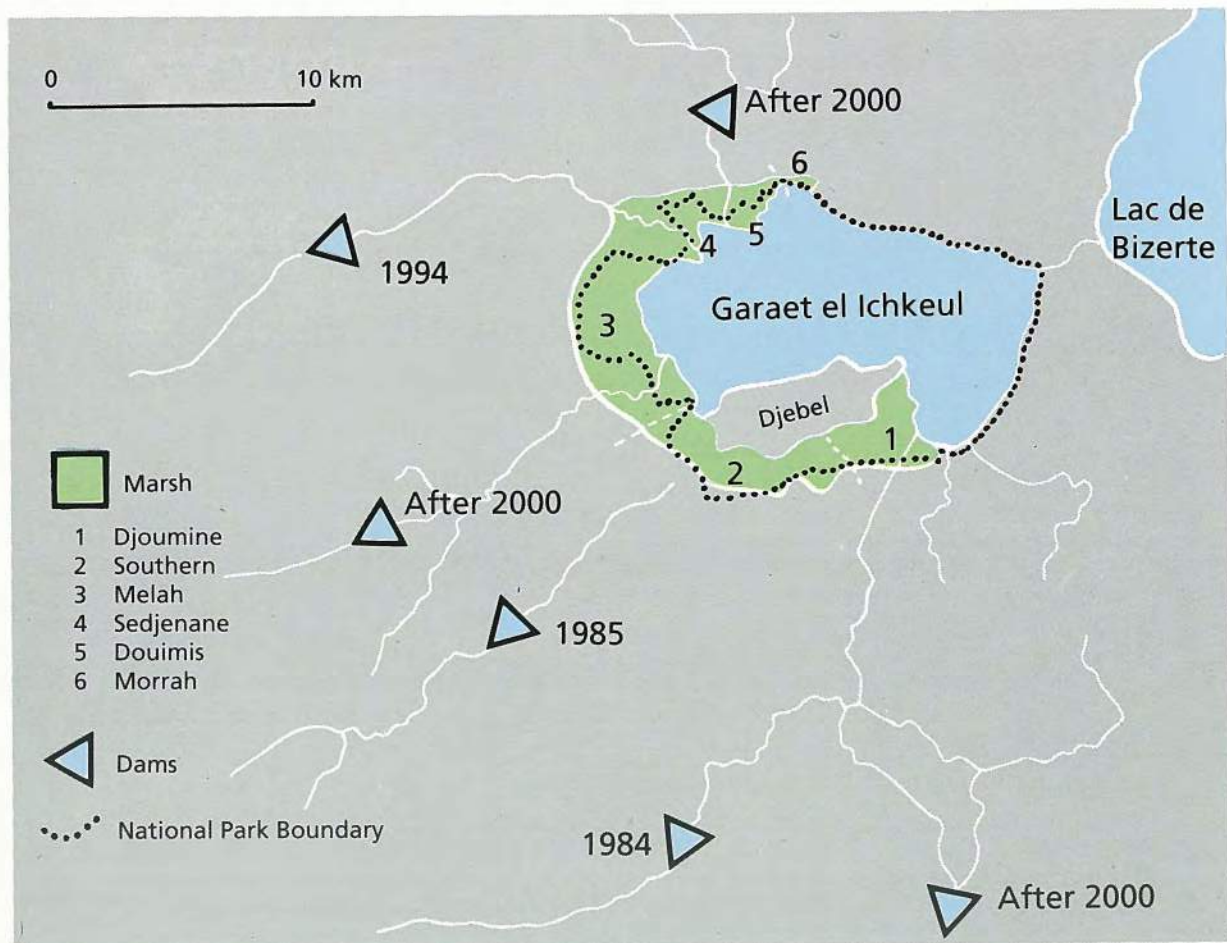 0 10 km
After 2000
6
Lac de
Bizerte
4 5
1994
Garaet el Ichkeul
3
Djebel
1
2
Marsh
After 2000
1 Djoumine
2 Southern
3 Melah
4 Sedjenane
5 Douimis
6 Morrah
1985
Dams
National Park Boundary
1984
After 2000